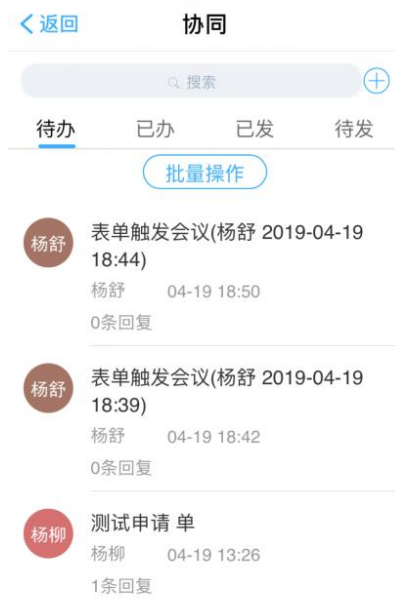 返回 协同
搜索
待办 已办 已发 待发
批量操作
杨舒
表单触发会议(杨舒 2019-04-19
18:44)
杨舒 04-19 18:50
0条回复
杨舒
表单触发会议(杨舒 2019-04-19
18:39)
杨舒 04-19 18:42
0条回复
杨柳
测试申请 单
杨柳 04-19 13:26
1条回复